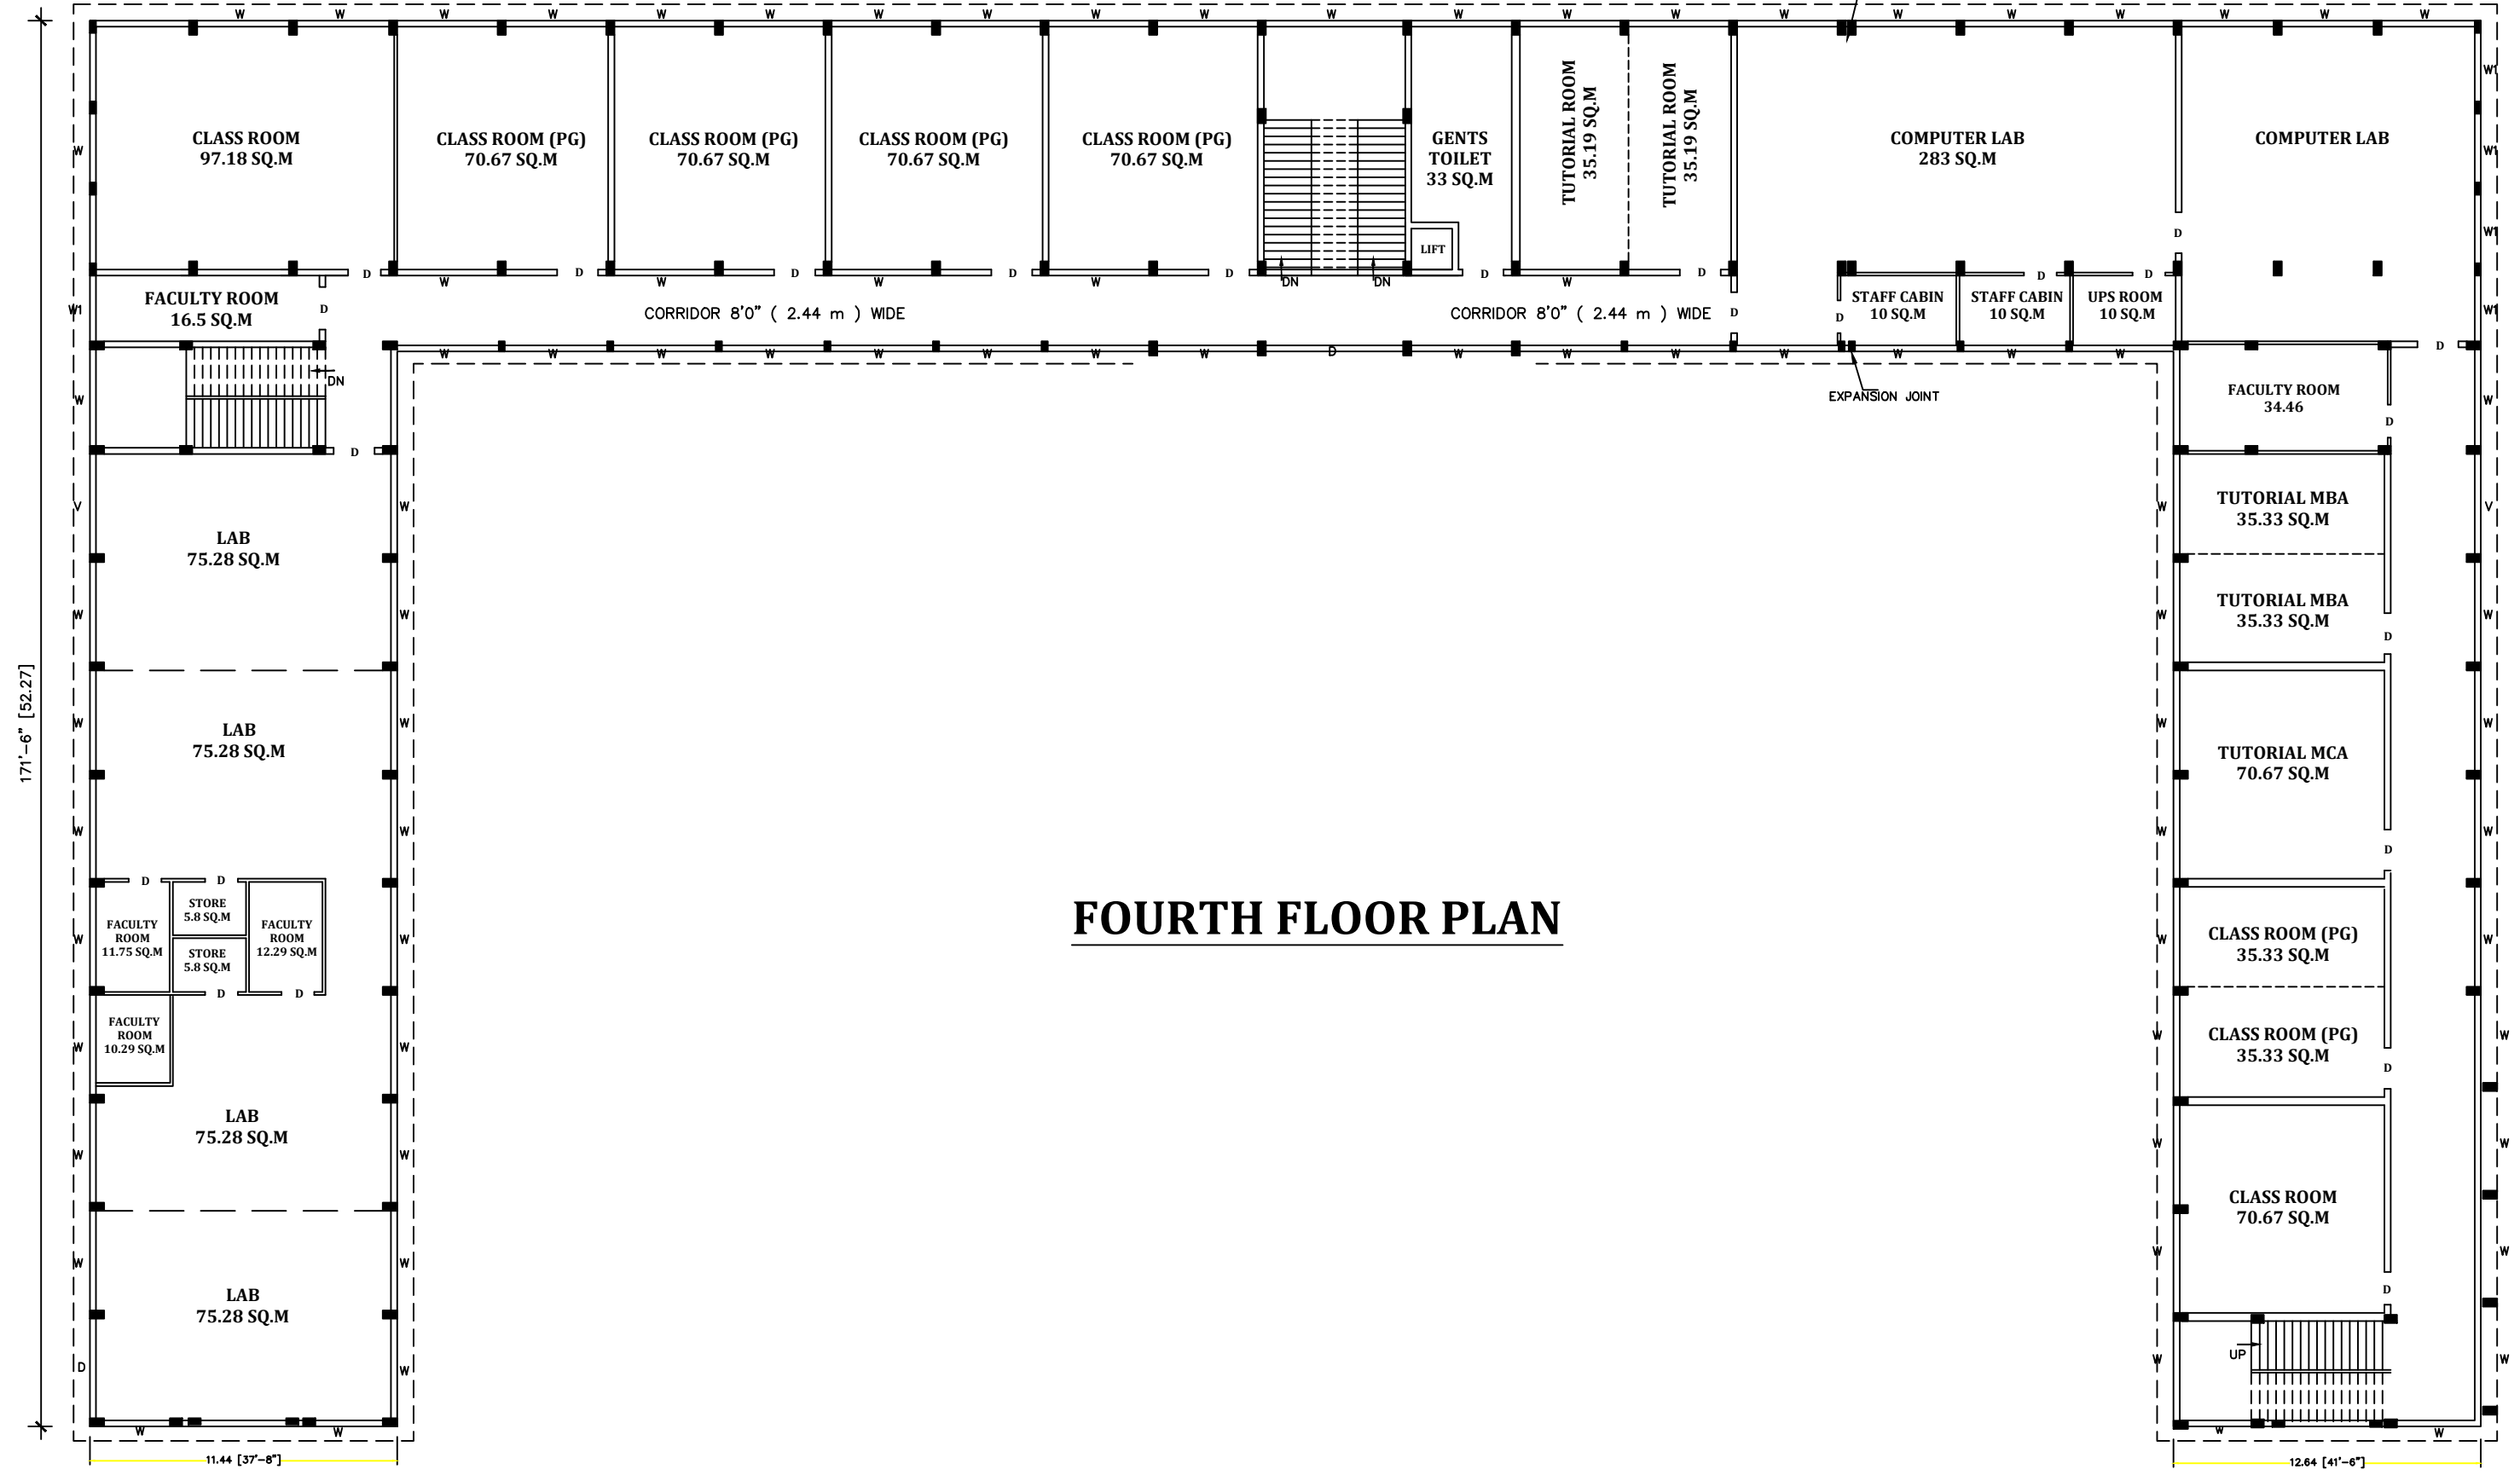 CLASS ROOM
97.18 SQ.M
CLASS ROOM (PG)
70.67 SQ.M
CLASS ROOM (PG)
70.67 SQ.M
CLASS ROOM (PG)
70.67 SQ.M
CLASS ROOM (PG)
70.67 SQ.M
DN
DN
GENTS
TOILET
33 SQ.M
LIFT
TUTORIAL ROOM
35.19 SQ.M
TUTORIAL ROOM
35.19 SQ.M
COMPUTER LAB
283 SQ.M
COMPUTER LAB
FACULTY ROOM
16.5 SQ.M
CORRIDOR 8'0" ( 2.44 m ) WIDE
CORRIDOR 8'0" ( 2.44 m ) WIDE
STAFF CABIN
10 SQ.M
STAFF CABIN
10 SQ.M
UPS ROOM
10 SQ.M
DN
EXPANSION JOINT
FACULTY ROOM
34.46
LAB
75.28 SQ.M
TUTORIAL MBA
35.33 SQ.M
TUTORIAL MBA
35.33 SQ.M
171'-6" [52.27]
LAB
75.28 SQ.M
TUTORIAL MCA
70.67 SQ.M
FACULTY
ROOM
11.75 SQ.M
STORE
5.8 SQ.M
STORE
5.8 SQ.M
FACULTY
ROOM
12.29 SQ.M
FOURTH FLOOR PLAN
CLASS ROOM (PG)
35.33 SQ.M
FACULTY
ROOM
10.29 SQ.M
CLASS ROOM (PG)
35.33 SQ.M
LAB
75.28 SQ.M
CLASS ROOM
70.67 SQ.M
LAB
75.28 SQ.M
UP
11.44 [37'-8"]
12.64 [41'-6"]